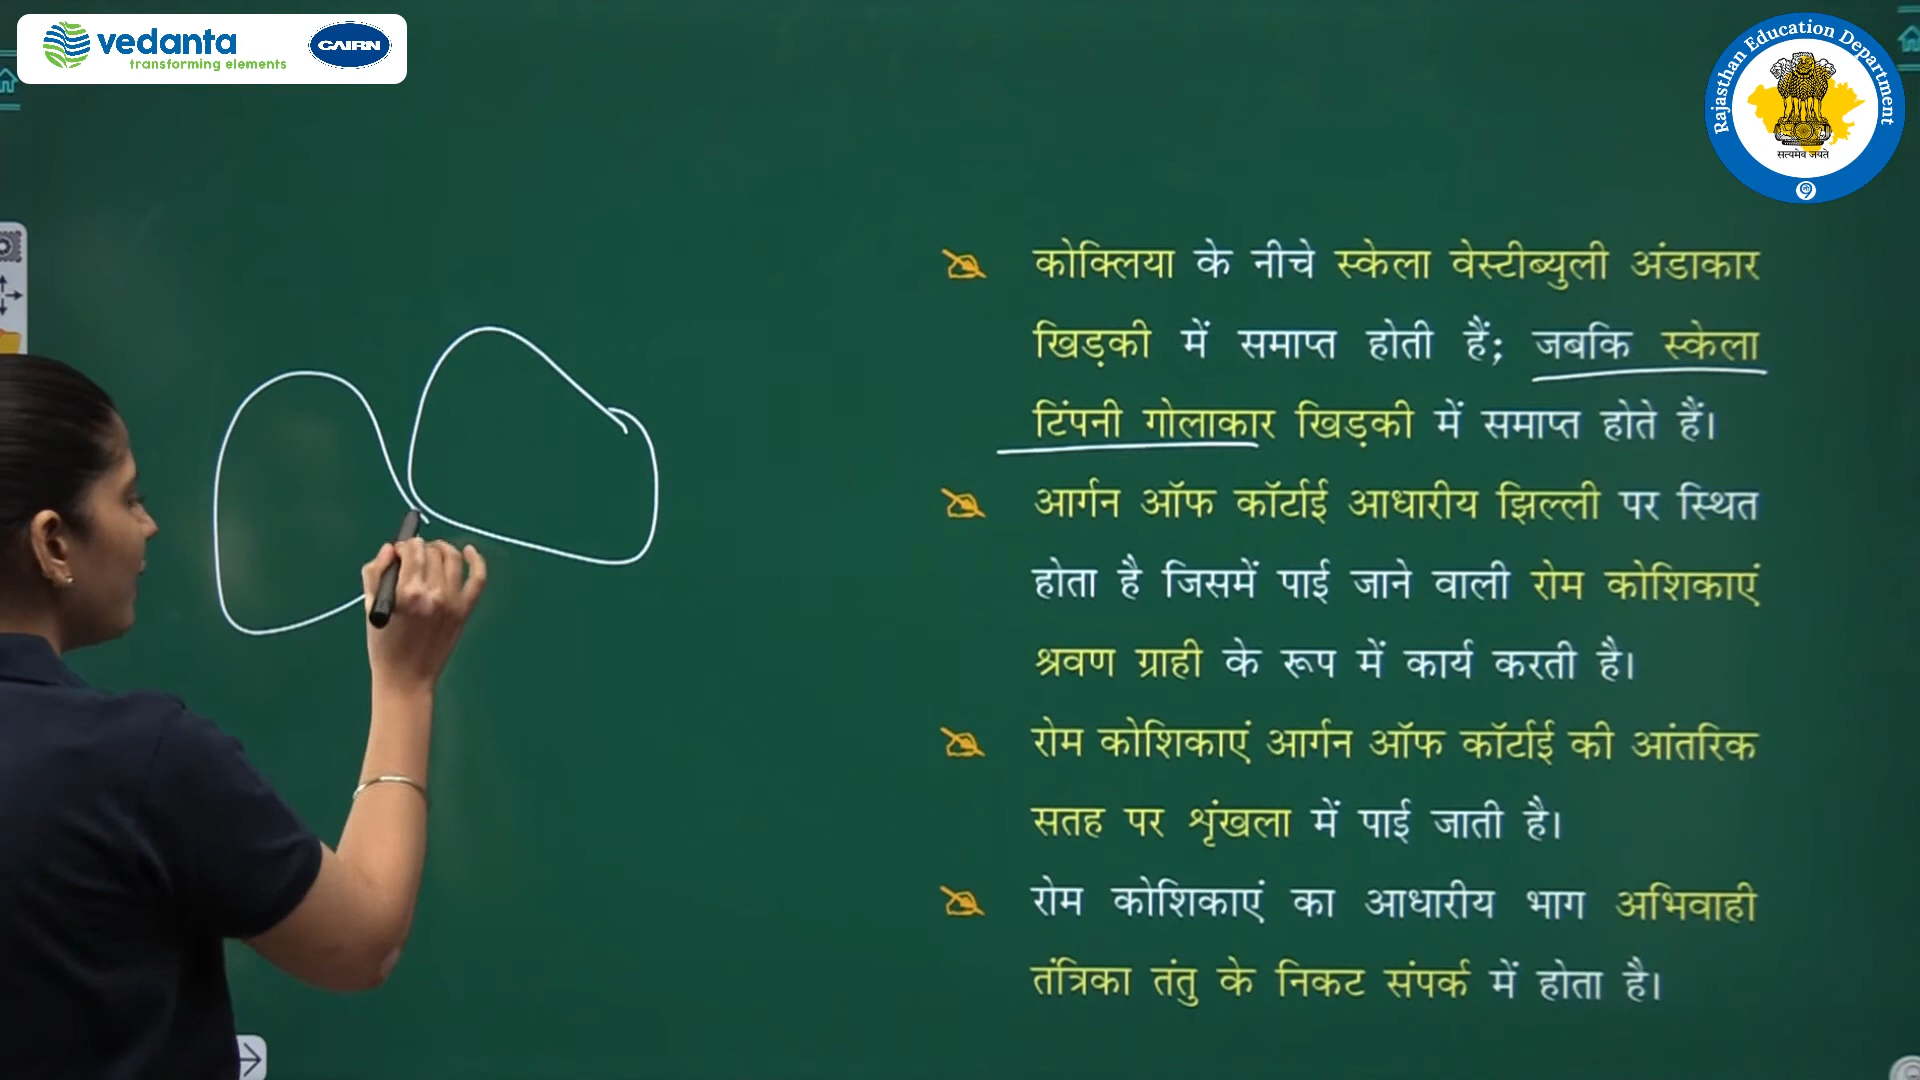 vedanta
transforming elements
CAIRN
Rajasthan Education Department
सत्यमेव जयते
कोक्लिया के नीचे स्केला वेस्टीब्युली अंडाकार
खिड़की में समाप्त होती हैं; जबकि स्केला
टिंपनी गोलाकार खिड़की में समाप्त होते हैं।
आर्गन ऑफ कॉर्टाई आधारीय झिल्ली पर स्थित
होता है जिसमें पाई जाने वाली रोम कोशिकाएं
श्रवण ग्राही के रूप में कार्य करती है।
रोम कोशिकाएं आर्गन ऑफ कॉर्टाई की आंतरिक
सतह पर शृंखला में पाई जाती है।
रोम कोशिकाएं का आधारीय भाग अभिवाही
तंत्रिका तंतु के निकट संपर्क में होता है।